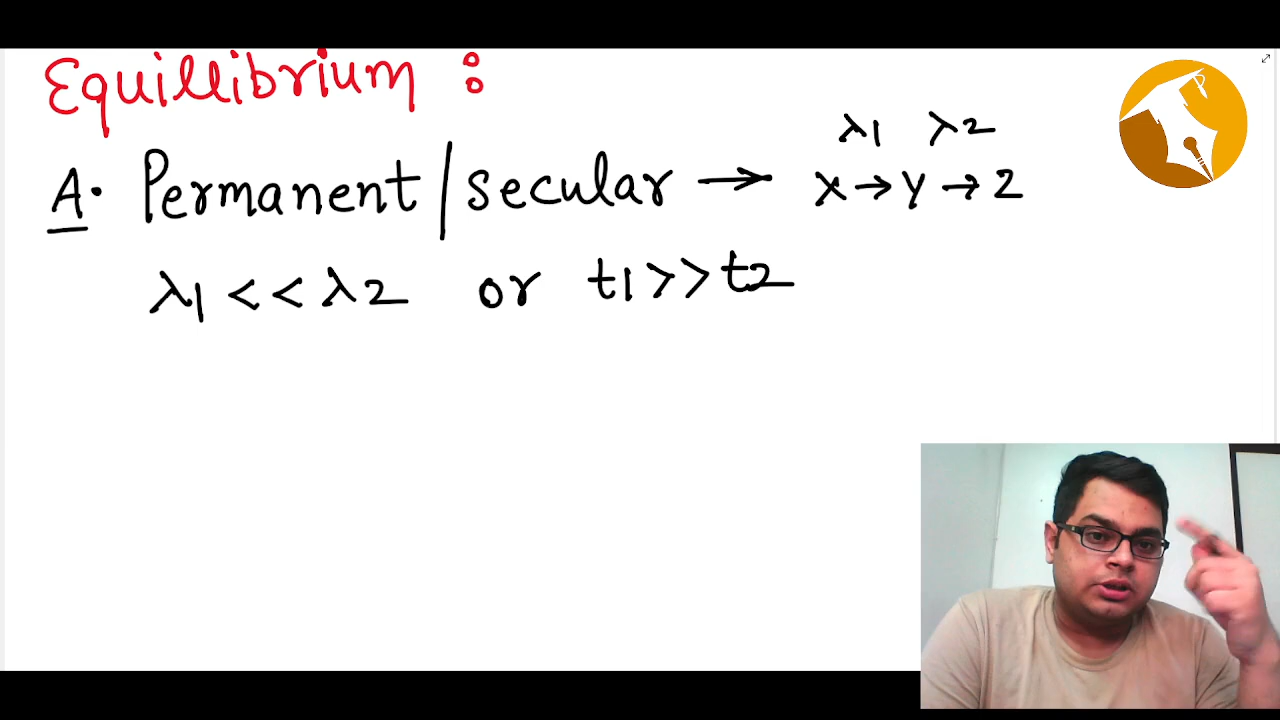 Equillibrium :
λ1 λ2
A. Permanent/secular → X → Y → Z
λ1 << λ2 or t1 >> t2